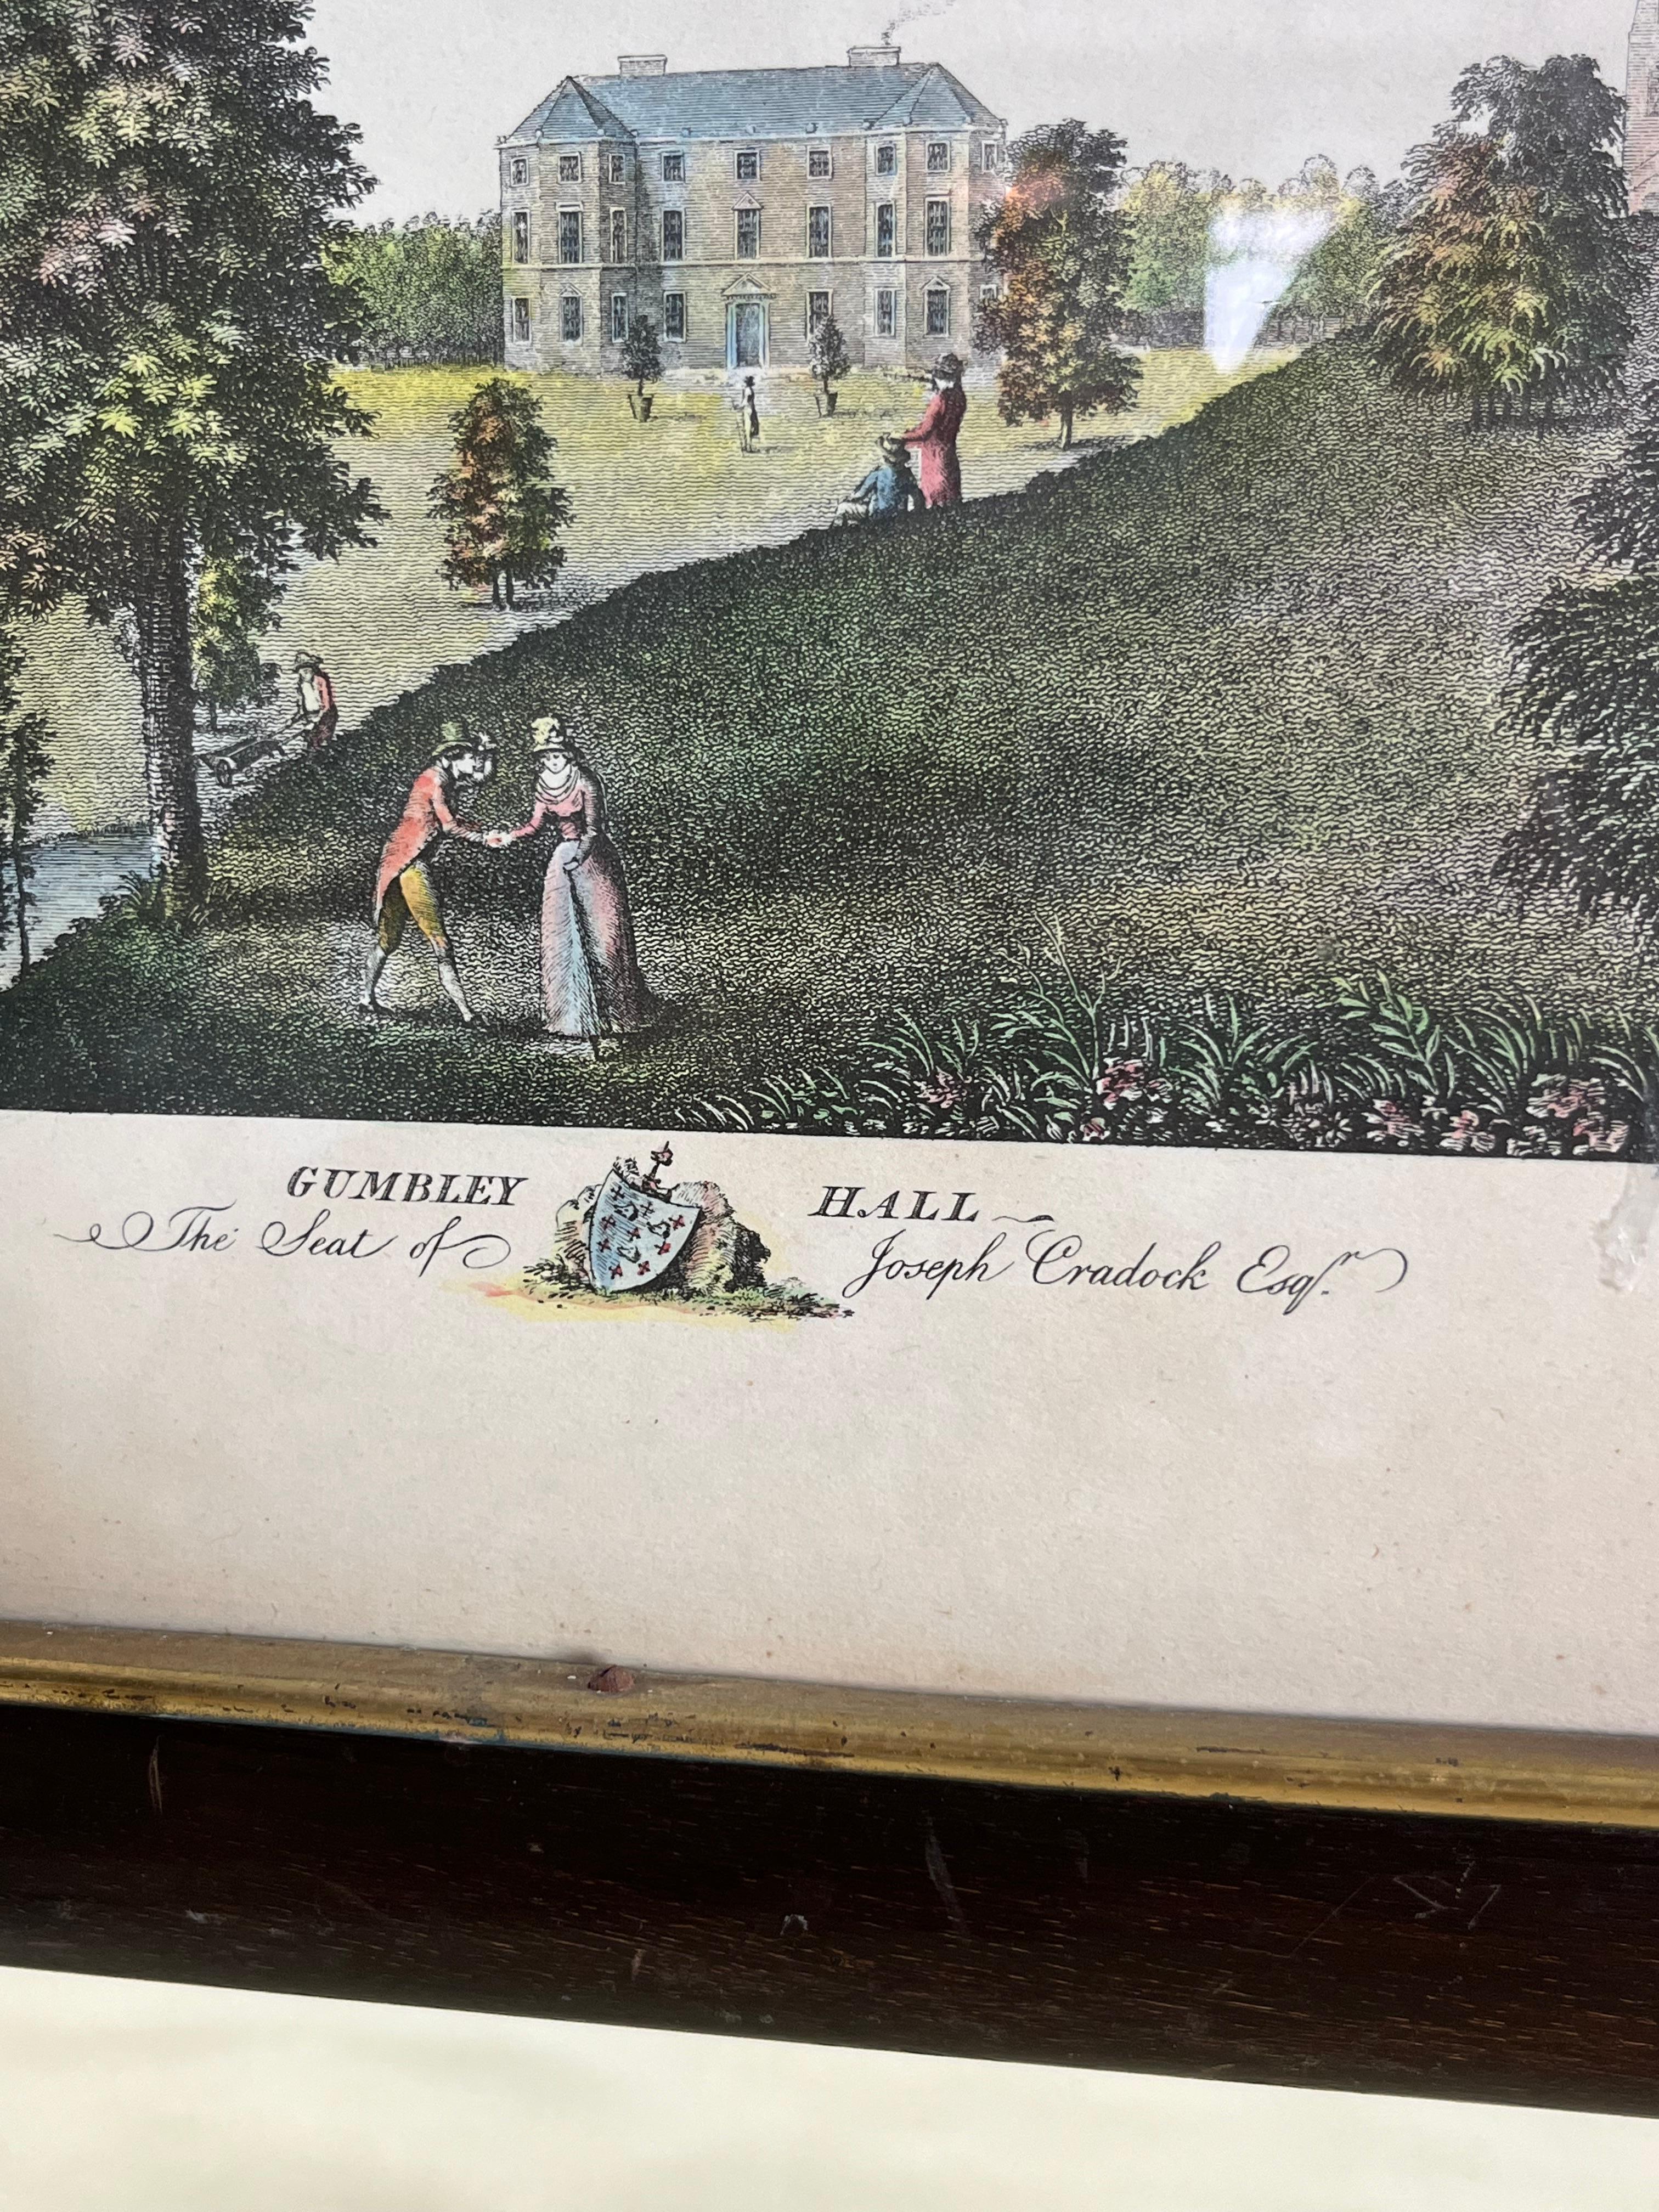 GUMBLEY HALL
The Seat of Joseph Cradock Esqr.